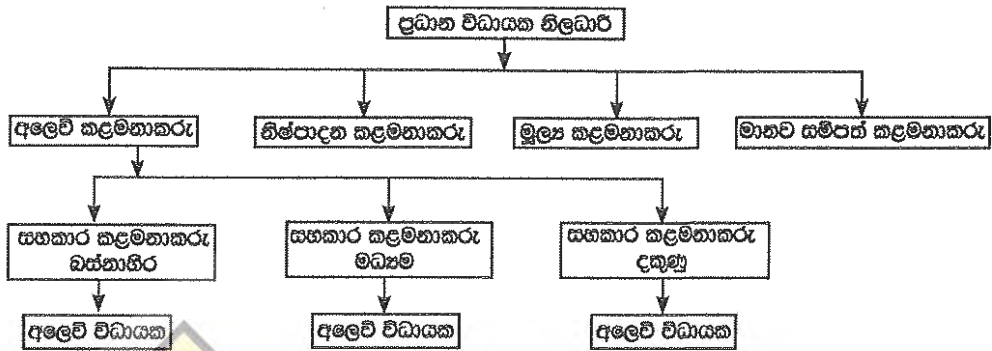 ප්‍රධාන විධායක නිලධාරී
අලෙවි කළමනාකරු
නිෂ්පාදන කළමනාකරු
මූල්‍ය කළමනාකරු
මානව සම්පත් කළමනාකරු
සහකාර කළමනාකරු
බස්නාහිර
සහකාර කළමනාකරු
මධ්‍යම
සහකාර කළමනාකරු
දකුණු
අලෙවි විධායක
අලෙවි විධායක
අලෙවි විධායක